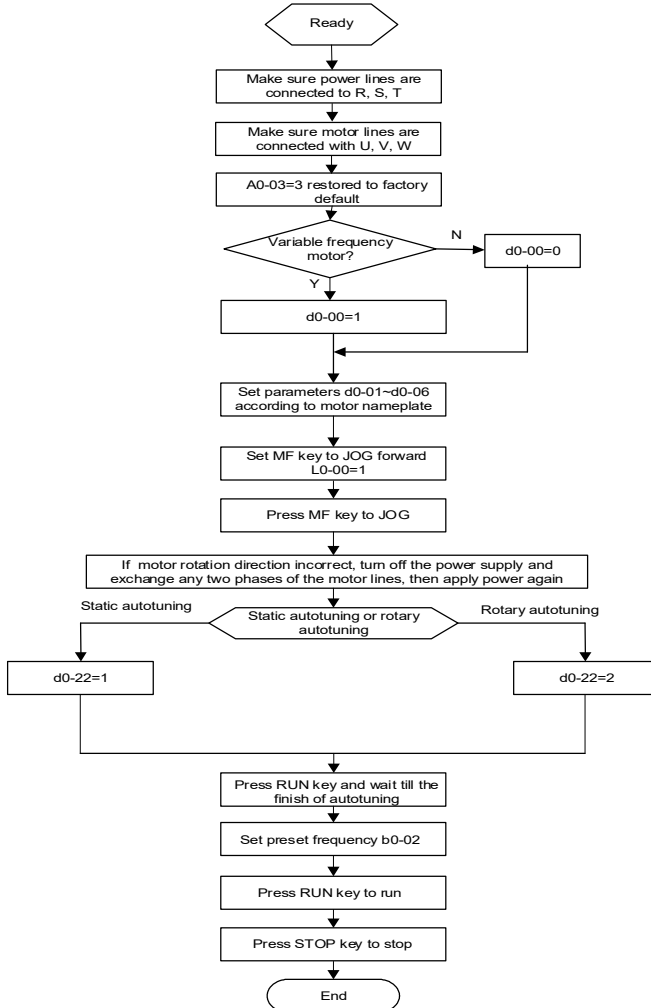 Ready
Make sure power lines are
connected to R, S, T
Make sure motor lines are
connected with U, V, W
A0-03=3 restored to factory
default
Variable frequency
motor?
N
d0-00=0
Y
d0-00=1
Set parameters d0-01~d0-06
according to motor nameplate
Set MF key to JOG forward
L0-00=1
Press MF key to JOG
If motor rotation direction incorrect, turn off the power supply and
exchange any two phases of the motor lines, then apply power again
Static autotuning
Static autotuning or rotary
autotuning
Rotary autotuning
d0-22=1
d0-22=2
Press RUN key and wait till the
finish of autotuning
Set preset frequency b0-02
Press RUN key to run
Press STOP key to stop
End